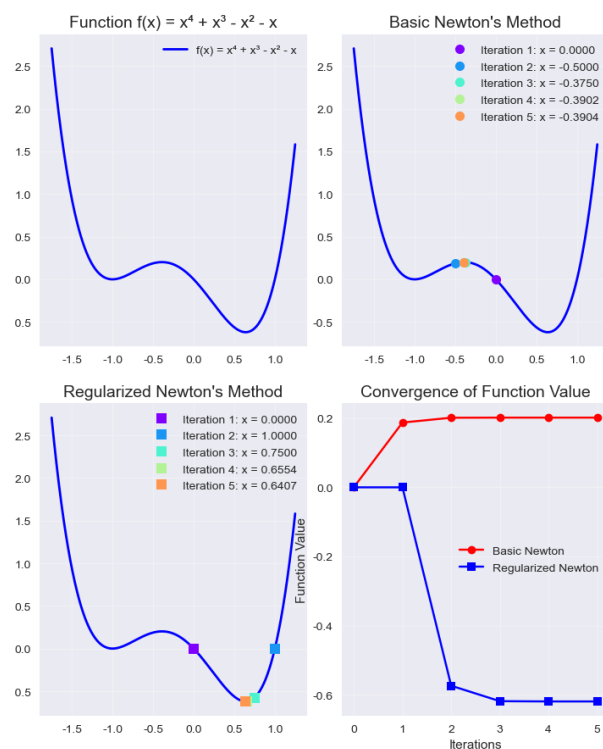 Function f(x) = x⁴ + x³ - x² - x
f(x) = x⁴ + x³ - x² - x
2.5
2.0
1.5
1.0
0.5
0.0
0.5
-1.5 -1.0 -0.5 0.0 0.5 1.0
Basic Newton's Method
Iteration 1: x = 0.0000
Iteration 2: x = -0.5000
Iteration 3: x = -0.3750
Iteration 4: x = -0.3902
Iteration 5: x = -0.3904
2.5
2.0
1.5
1.0
0.5
0.0
0.5
-1.5 -1.0 -0.5 0.0 0.5 1.0
Regularized Newton's Method
Iteration 1: x = 0.0000
Iteration 2: x = 1.0000
Iteration 3: x = 0.7500
Iteration 4: x = 0.6554
Iteration 5: x = 0.6407
2.5
2.0
1.5
1.0
0.5
0.0
0.5
-1.5 -1.0 -0.5 0.0 0.5 1.0
Convergence of Function Value
Function Value
0.2
0.0
-0.2
-0.4
-0.6
Basic Newton
Regularized Newton
0 1 2 3 4 5
Iterations